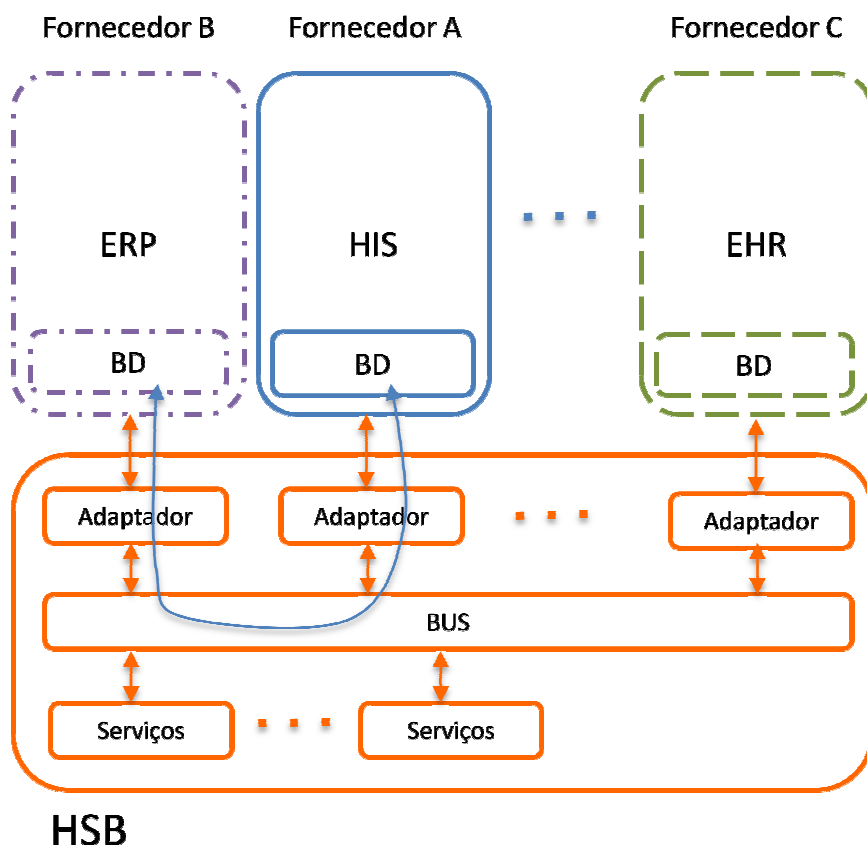 Fornecedor B
Fornecedor A
Fornecedor C
ERP
HIS
EHR
BD
BD
BD
Adaptador
Adaptador
Adaptador
BUS
Serviços
Serviços
HSB